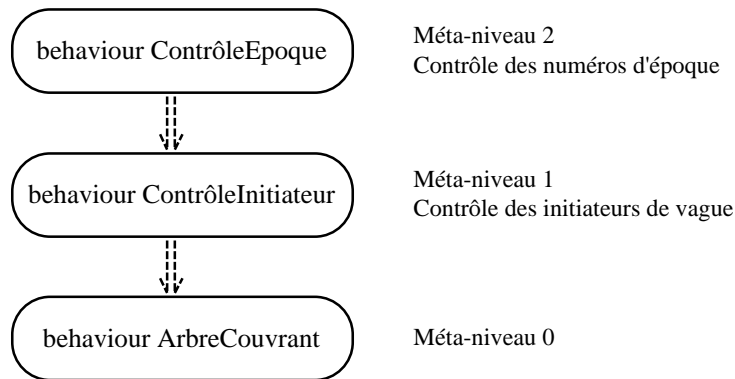 behaviour ContrôleEpoque
Méta-niveau 2
Contrôle des numéros d'époque
behaviour ContrôleInitiateur
Méta-niveau 1
Contrôle des initiateurs de vague
behaviour ArbreCouvrant
Méta-niveau 0